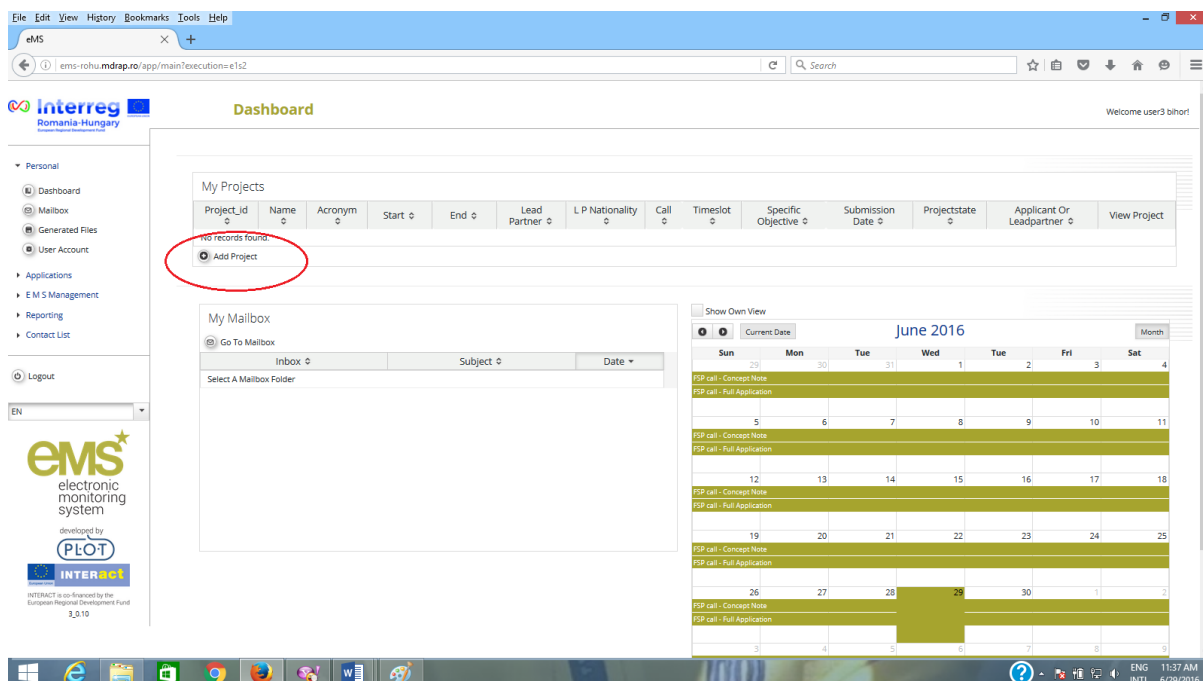 File Edit View History Bookmarks Tools Help
eMS
ems-rohu.mdrap.ro/app/main?execution=e1s2
Search
Interreg
Romania-Hungary
European Regional Development Fund
Dashboard
Welcome user3 bihor!
Personal
Dashboard
Mailbox
Generated Files
User Account
Applications
E M S Management
Reporting
Contact List
Logout
EN
eMS
electronic
monitoring
system
developed by
PLOT
INTERact
INTERACT is co-financed by the
European Regional Development Fund
3_0.10
My Projects
Project_id Name Acronym Start End Lead Partner L P Nationality Call Timeslot Specific Objective Submission Date Projectstate Applicant Or Leadpartner View Project
No records found.
Add Project
My Mailbox
Go To Mailbox
Inbox Subject Date
Select A Mailbox Folder
Show Own View
Current Date June 2016 Month
Sun Mon Tue Wed Tue Fri Sat
29 30 31 1 2 3 4
FSP call - Concept Note
FSP call - Full Application
5 6 7 8 9 10 11
FSP call - Concept Note
FSP call - Full Application
12 13 14 15 16 17 18
FSP call - Concept Note
FSP call - Full Application
19 20 21 22 23 24 25
FSP call - Concept Note
FSP call - Full Application
26 27 28 29 30 1 2
FSP call - Concept Note
FSP call - Full Application
3 4 5 6 7 8 9
ENG 11:37 AM
INTL 6/29/2016